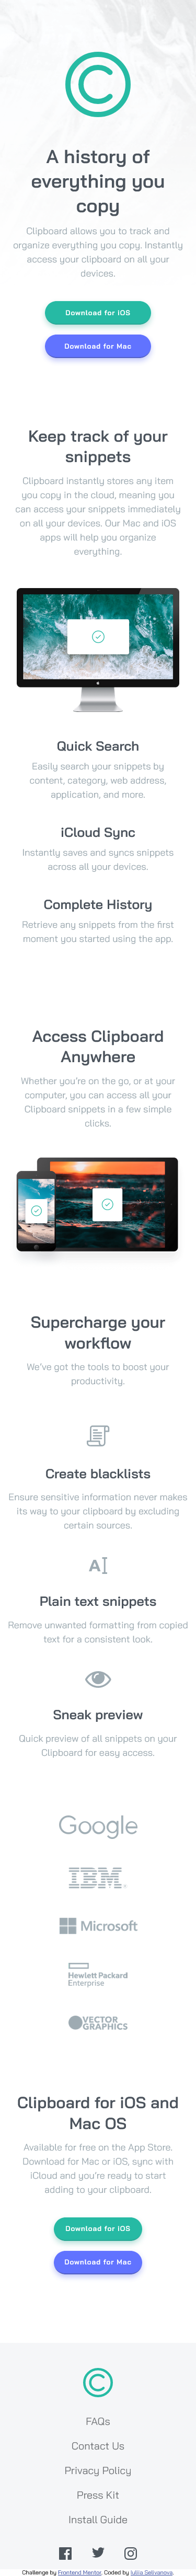 A history of
everything you
copy
Clipboard allows you to track and
organize everything you copy. Instantly
access your clipboard on all your
devices.
Download for iOS
Download for Mac
Keep track of your
snippets
Clipboard instantly stores any item
you copy in the cloud, meaning you
can access your snippets immediately
on all your devices. Our Mac and iOS
apps will help you organize
everything.
Quick Search
Easily search your snippets by
content, category, web address,
application, and more.
iCloud Sync
Instantly saves and syncs snippets
across all your devices.
Complete History
Retrieve any snippets from the first
moment you started using the app.
Access Clipboard
Anywhere
Whether you're on the go, or at your
computer, you can access all your
Clipboard snippets in a few simple
clicks.
Supercharge your
workflow
We've got the tools to boost your
productivity.
Create blacklists
Ensure sensitive information never makes
its way to your clipboard by excluding
certain sources.
A
Plain text snippets
Remove unwanted formatting from copied
text for a consistent look.
Sneak preview
Quick preview of all snippets on your
Clipboard for easy access.
Google
IBM
Microsoft
Hewlett Packard
Enterprise
VECTOR
GRAPHICS
Clipboard for iOS and
Mac OS
Available for free on the App Store.
Download for Mac or iOS, sync with
iCloud and you're ready to start
adding to your clipboard.
Download for iOS
Download for Mac
FAQs
Contact Us
Privacy Policy
Press Kit
Install Guide
Challenge by Frontend Mentor. Coded by Iuliia Selivanova.